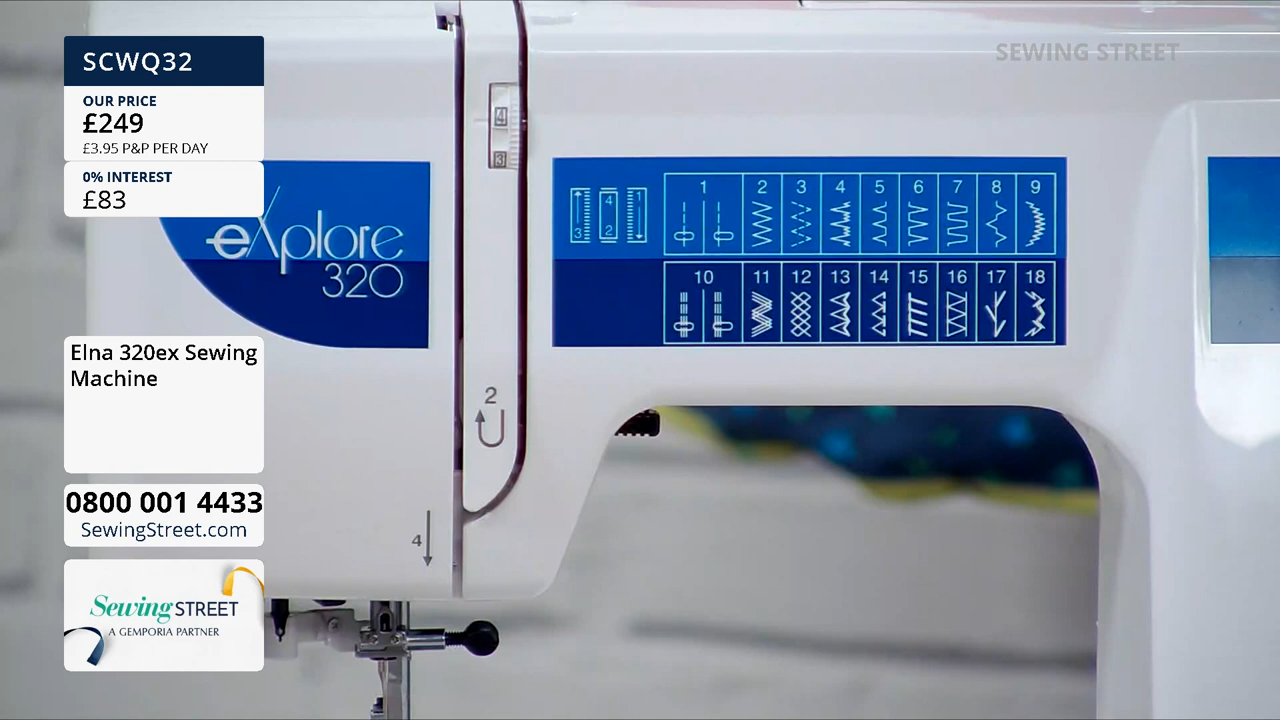 SCWQ32
OUR PRICE
£249
£3.95 P&P PER DAY
0% INTEREST
£83
Elna 320ex Sewing
Machine
0800 001 4433
SewingStreet.com
Sewing STREET
A GEMPORIA PARTNER
SEWING STREET
eXplore
320
4
3
2
4
3
4
2
1
1 2 3 4 5 6 7 8 9
10 11 12 13 14 15 16 17 18